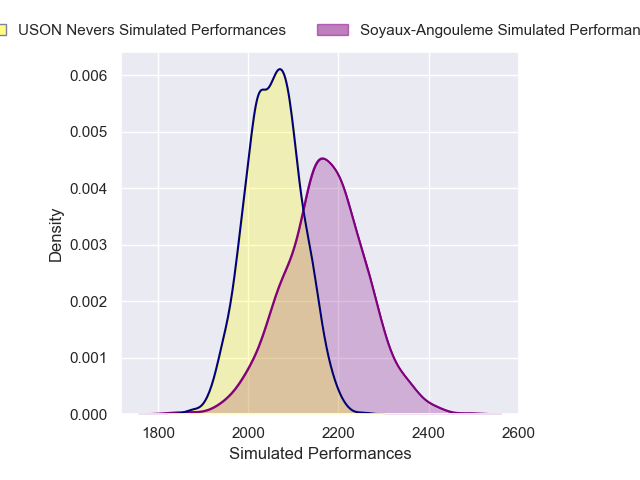 USON Nevers Simulated Performances
Soyaux-Angouleme Simulated Performan
0.006
0.005
0.004
0.003
0.002
0.001
0.000
Density
1800 2000 2200 2400 2600
Simulated Performances